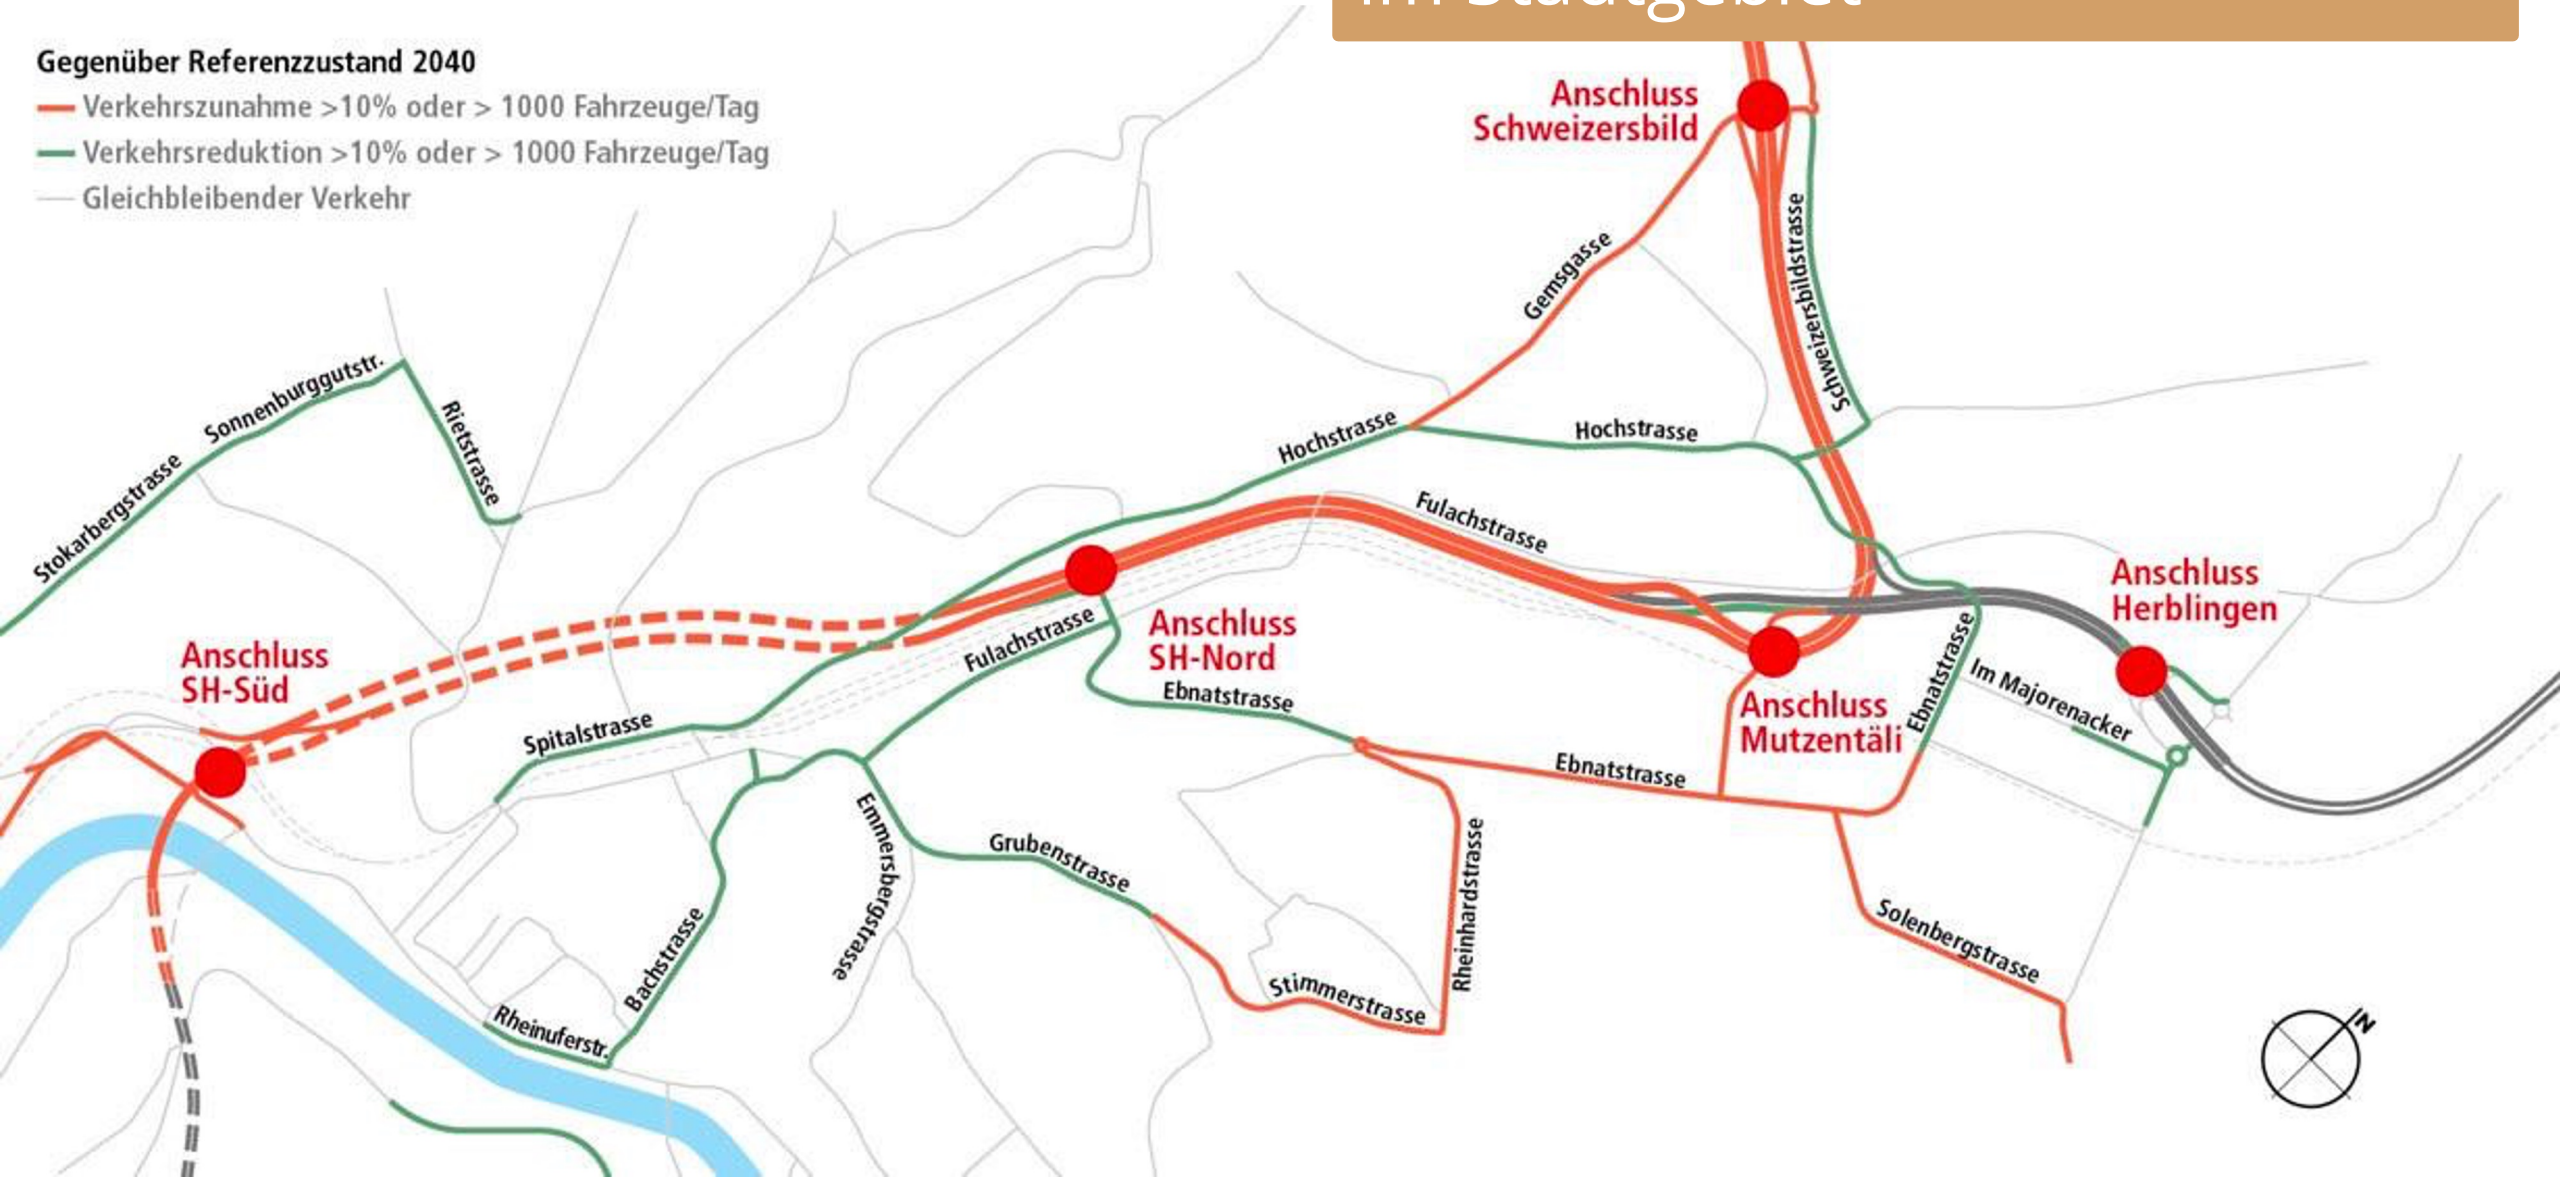 im Stadtgebiet
Gegenüber Referenzzustand 2040
Verkehrszunahme >10% oder > 1000 Fahrzeuge/Tag
Verkehrsreduktion >10% oder > 1000 Fahrzeuge/Tag
Gleichbleibender Verkehr
Anschluss
Schweizersbild
Schweizersbildstrasse
Gemsgasse
Sonnenburggutstr.
Rietstrasse
Stokarbergstrasse
Hochstrasse
Hochstrasse
Fulachstrasse
Anschluss
Herblingen
Anschluss
SH-Süd
Fulachstrasse
Anschluss
SH-Nord
Ebnatstrasse
Spitalstrasse
Anschluss
Mutzentäli
Ebnatstrasse
Im Majorenacker
Ebnatstrasse
Emmersbergstrasse
Grubenstrasse
Rheinhardstrasse
Stimmerstrasse
Solenbergstrasse
Bachstrasse
Rheinuferstr.
N